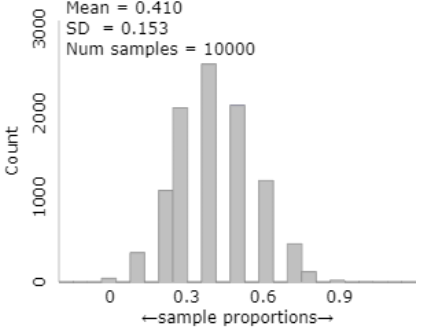 Mean = 0.410
SD = 0.153
Num samples = 10000
3000
2000
1000
0
Count
0 0.3 0.6 0.9
←sample proportions→